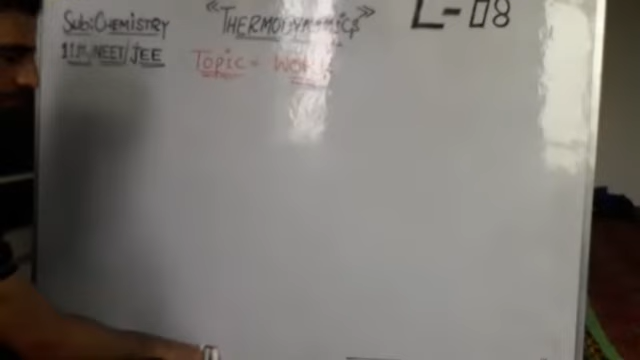 Sub:CHEMISTRY
"THERMODYNAMICS"
L-08
11th/NEET/JEE
Topic = WORK